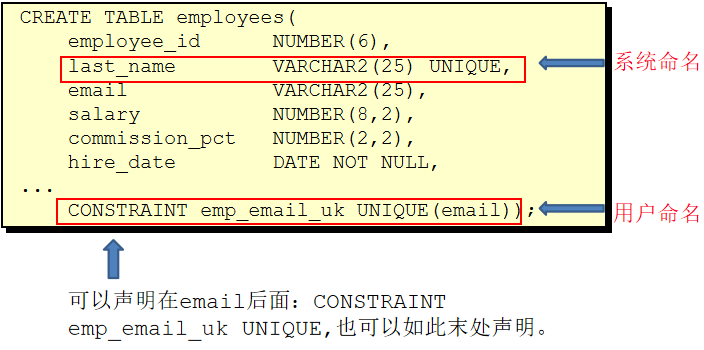 CREATE TABLE employees(
employee_id NUMBER(6),
last_name VARCHAR2(25) UNIQUE,
系统命名
email VARCHAR2(25),
salary NUMBER(8,2),
commission_pct NUMBER(2,2),
hire_date DATE NOT NULL,
...
CONSTRAINT emp_email_uk UNIQUE(email));
用户命名
可以声明在email后面：CONSTRAINT
emp_email_uk UNIQUE,也可以如此末处声明。